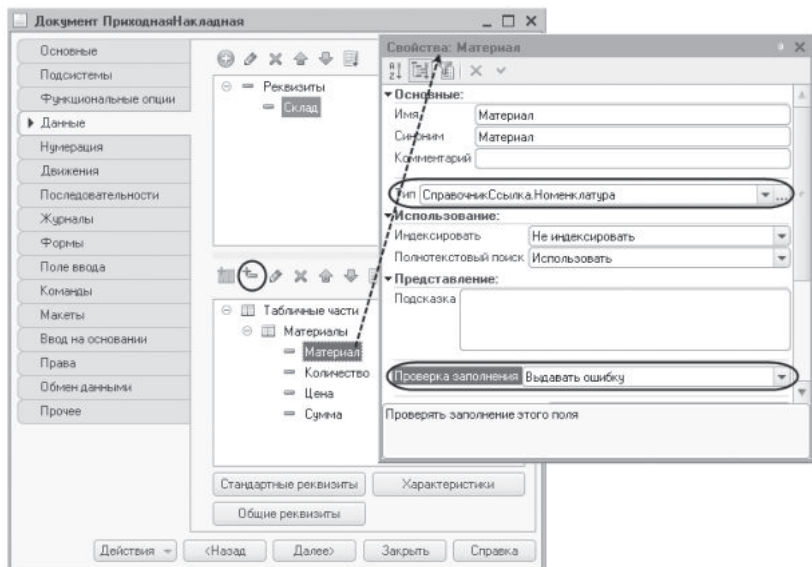 Документ ПриходнаяНакладная
Основные
Подсистемы
Функциональные опции
Данные
Нумерация
Движения
Последовательности
Журналы
Формы
Поле ввода
Команды
Макеты
Ввод на основании
Права
Обмен данными
Прочее
Реквизиты
Склад
Табличные части
Материалы
Материал
Количество
Цена
Сумма
Стандартные реквизиты
Характеристики
Общие реквизиты
Действия
<Назад
Далее>
Закрыть
Справка
Свойства: Материал
Основные:
Имя Материал
Синоним Материал
Комментарий
Тип СправочникСсылка.Номенклатура ...
Использование:
Индексировать Не индексировать
Полнотекстовый поиск Использовать
Представление:
Подсказка
Проверка заполнения Выдавать ошибку
Проверять заполнение этого поля